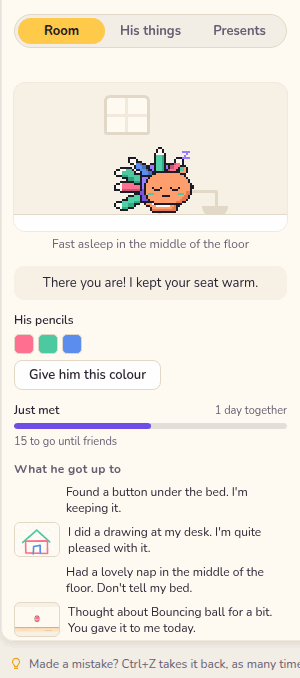 Room
His things
Presents
z
Fast asleep in the middle of the floor
There you are! I kept your seat warm.
His pencils
Give him this colour
Just met
1 day together
15 to go until friends
What he got up to
Found a button under the bed. I'm
keeping it.
I did a drawing at my desk. I'm quite
pleased with it.
Had a lovely nap in the middle of the
floor. Don't tell my bed.
Thought about Bouncing ball for a bit.
You gave it to me today.
Made a mistake? Ctrl+Z takes it back, as many time